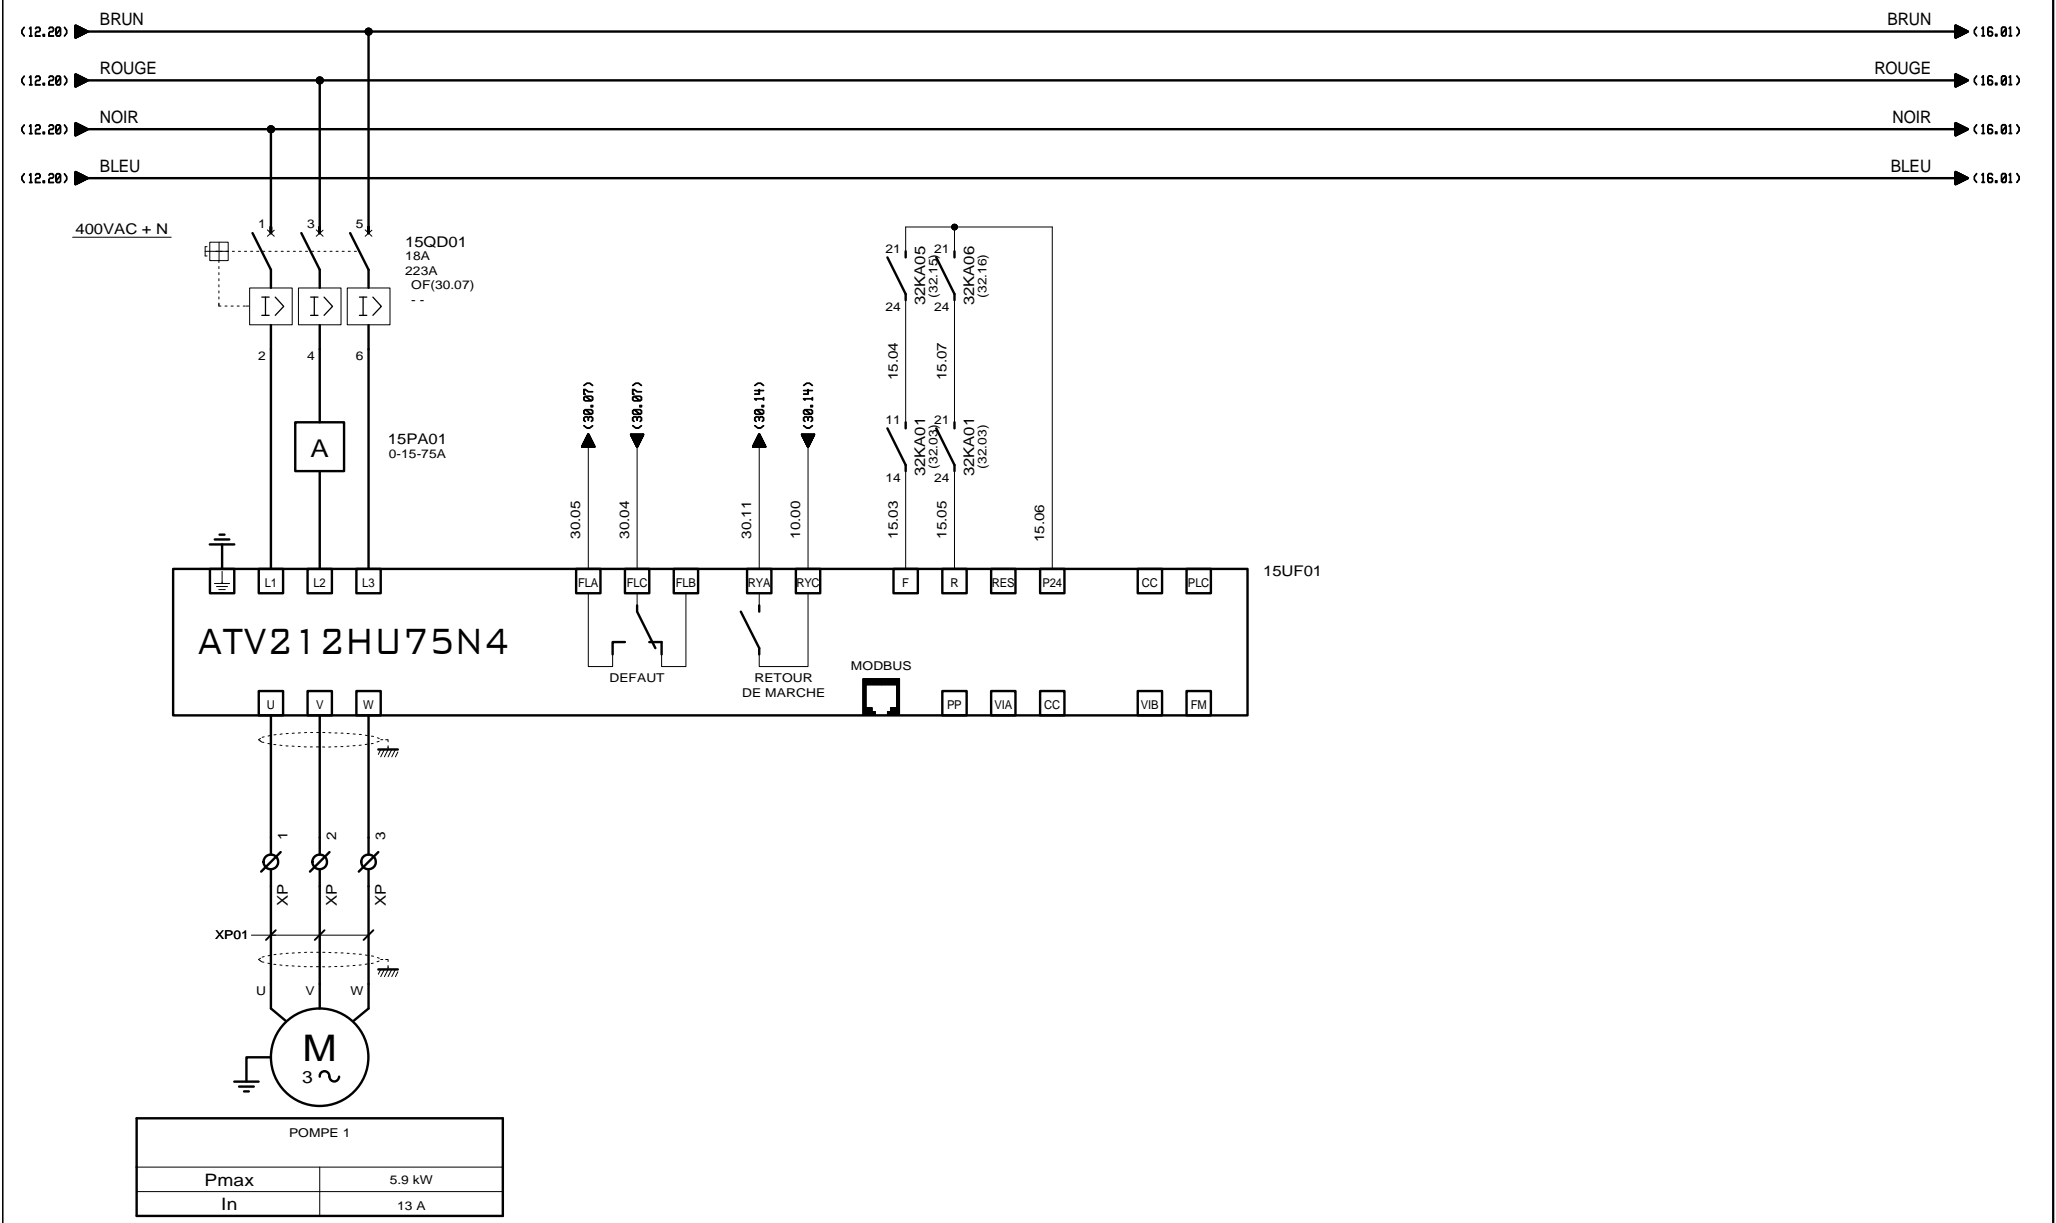 BRUN BRUN
(12.20) (16.01)
ROUGE ROUGE
(12.20) (16.01)
NOIR NOIR
(12.20) (16.01)
BLEU BLEU
(12.20) (16.01)
400VAC + N
1 3 5
15QD01
18A
223A
OF(30.07)
- -
I> I> I>
2 4 6
21 21
32KA05
(32.15)
32KA06
(32.16)
24 24
15.04 15.07
(30.07) (30.07) (30.14) (30.14)
11 21
32KA01
(32.03)
32KA01
(32.03)
14 24
A
15PA01
0-15-75A
30.05 30.04 30.11 10.00 15.03 15.05 15.06
L1 L2 L3 FLA FLC FLB RYA RYC F R RES P24 CC PLC
15UF01
ATV212HU75N4
DEFAUT
RETOUR
DE MARCHE
MODBUS
U V W PP VIA CC VIB FM
1 2 3
XP XP XP
XP01
U V W
M
3
POMPE 1
Pmax 5.9 kW
In 13 A